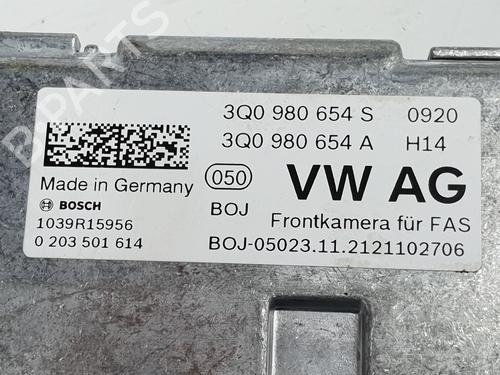 3Q0 980 654 S 0920
3Q0 980 654 A H14
Made in Germany 050 VW AG
BOSCH BOJ Frontkamera für FAS
1039R15956
0 203 501 614 BOJ-05023.11.2121102706
B-PARTS